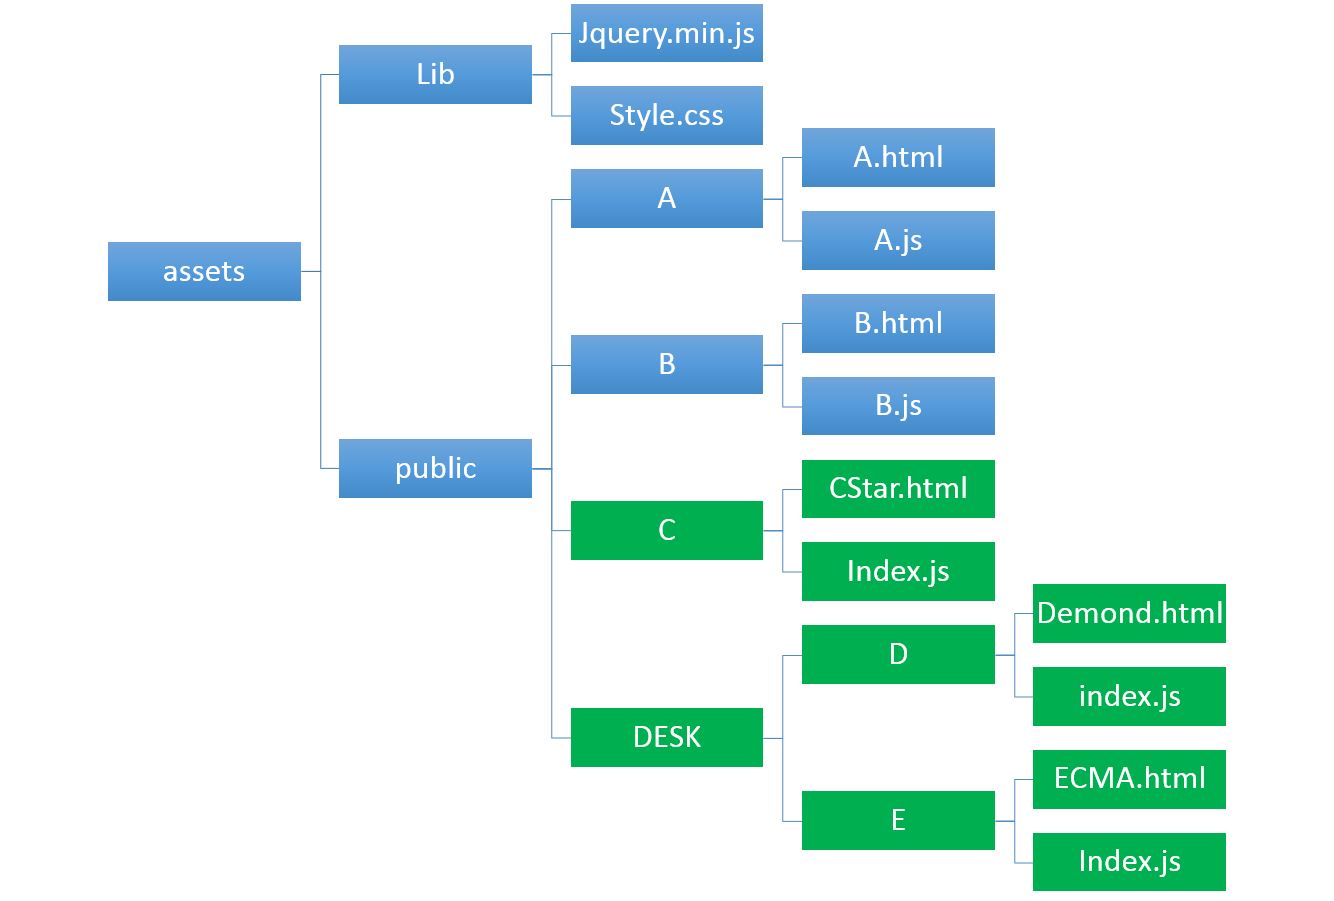 Jquery.min.js
Lib
Style.css
A.html
A
A.js
assets
B.html
B
B.js
public
CStar.html
C
Index.js
Demond.html
D
index.js
DESK
ECMA.html
E
Index.js